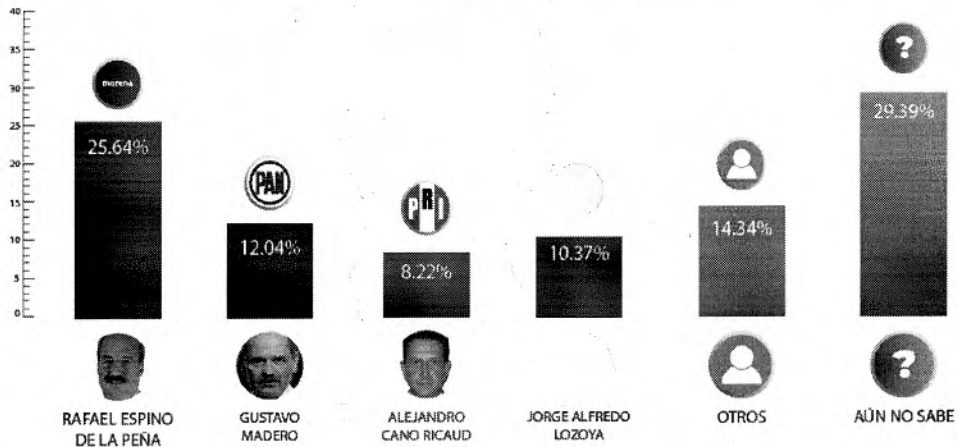 40
35
30
25
20
15
10
5
0
morena
25.64%
PAN
12.04%
PRI
8.22%
10.37%
14.34%
?
29.39%
?
RAFAEL ESPINO
DE LA PEÑA
GUSTAVO
MADERO
ALEJANDRO
CANO RICAUD
JORGE ALFREDO
LOZOYA
OTROS
AÚN NO SABE